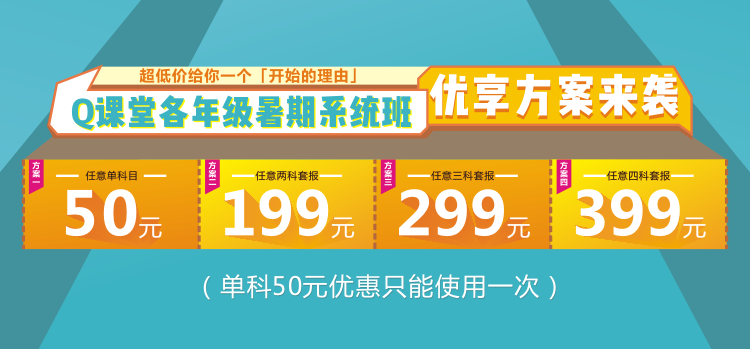 超低价给你一个「开始的理由」
Q课堂各年级暑期系统班
优享方案来袭
方案一
任意单科目
50元
方案二
任意两科套报
199元
方案三
任意三科套报
299元
方案四
任意四科套报
399元
（单科50元优惠只能使用一次）